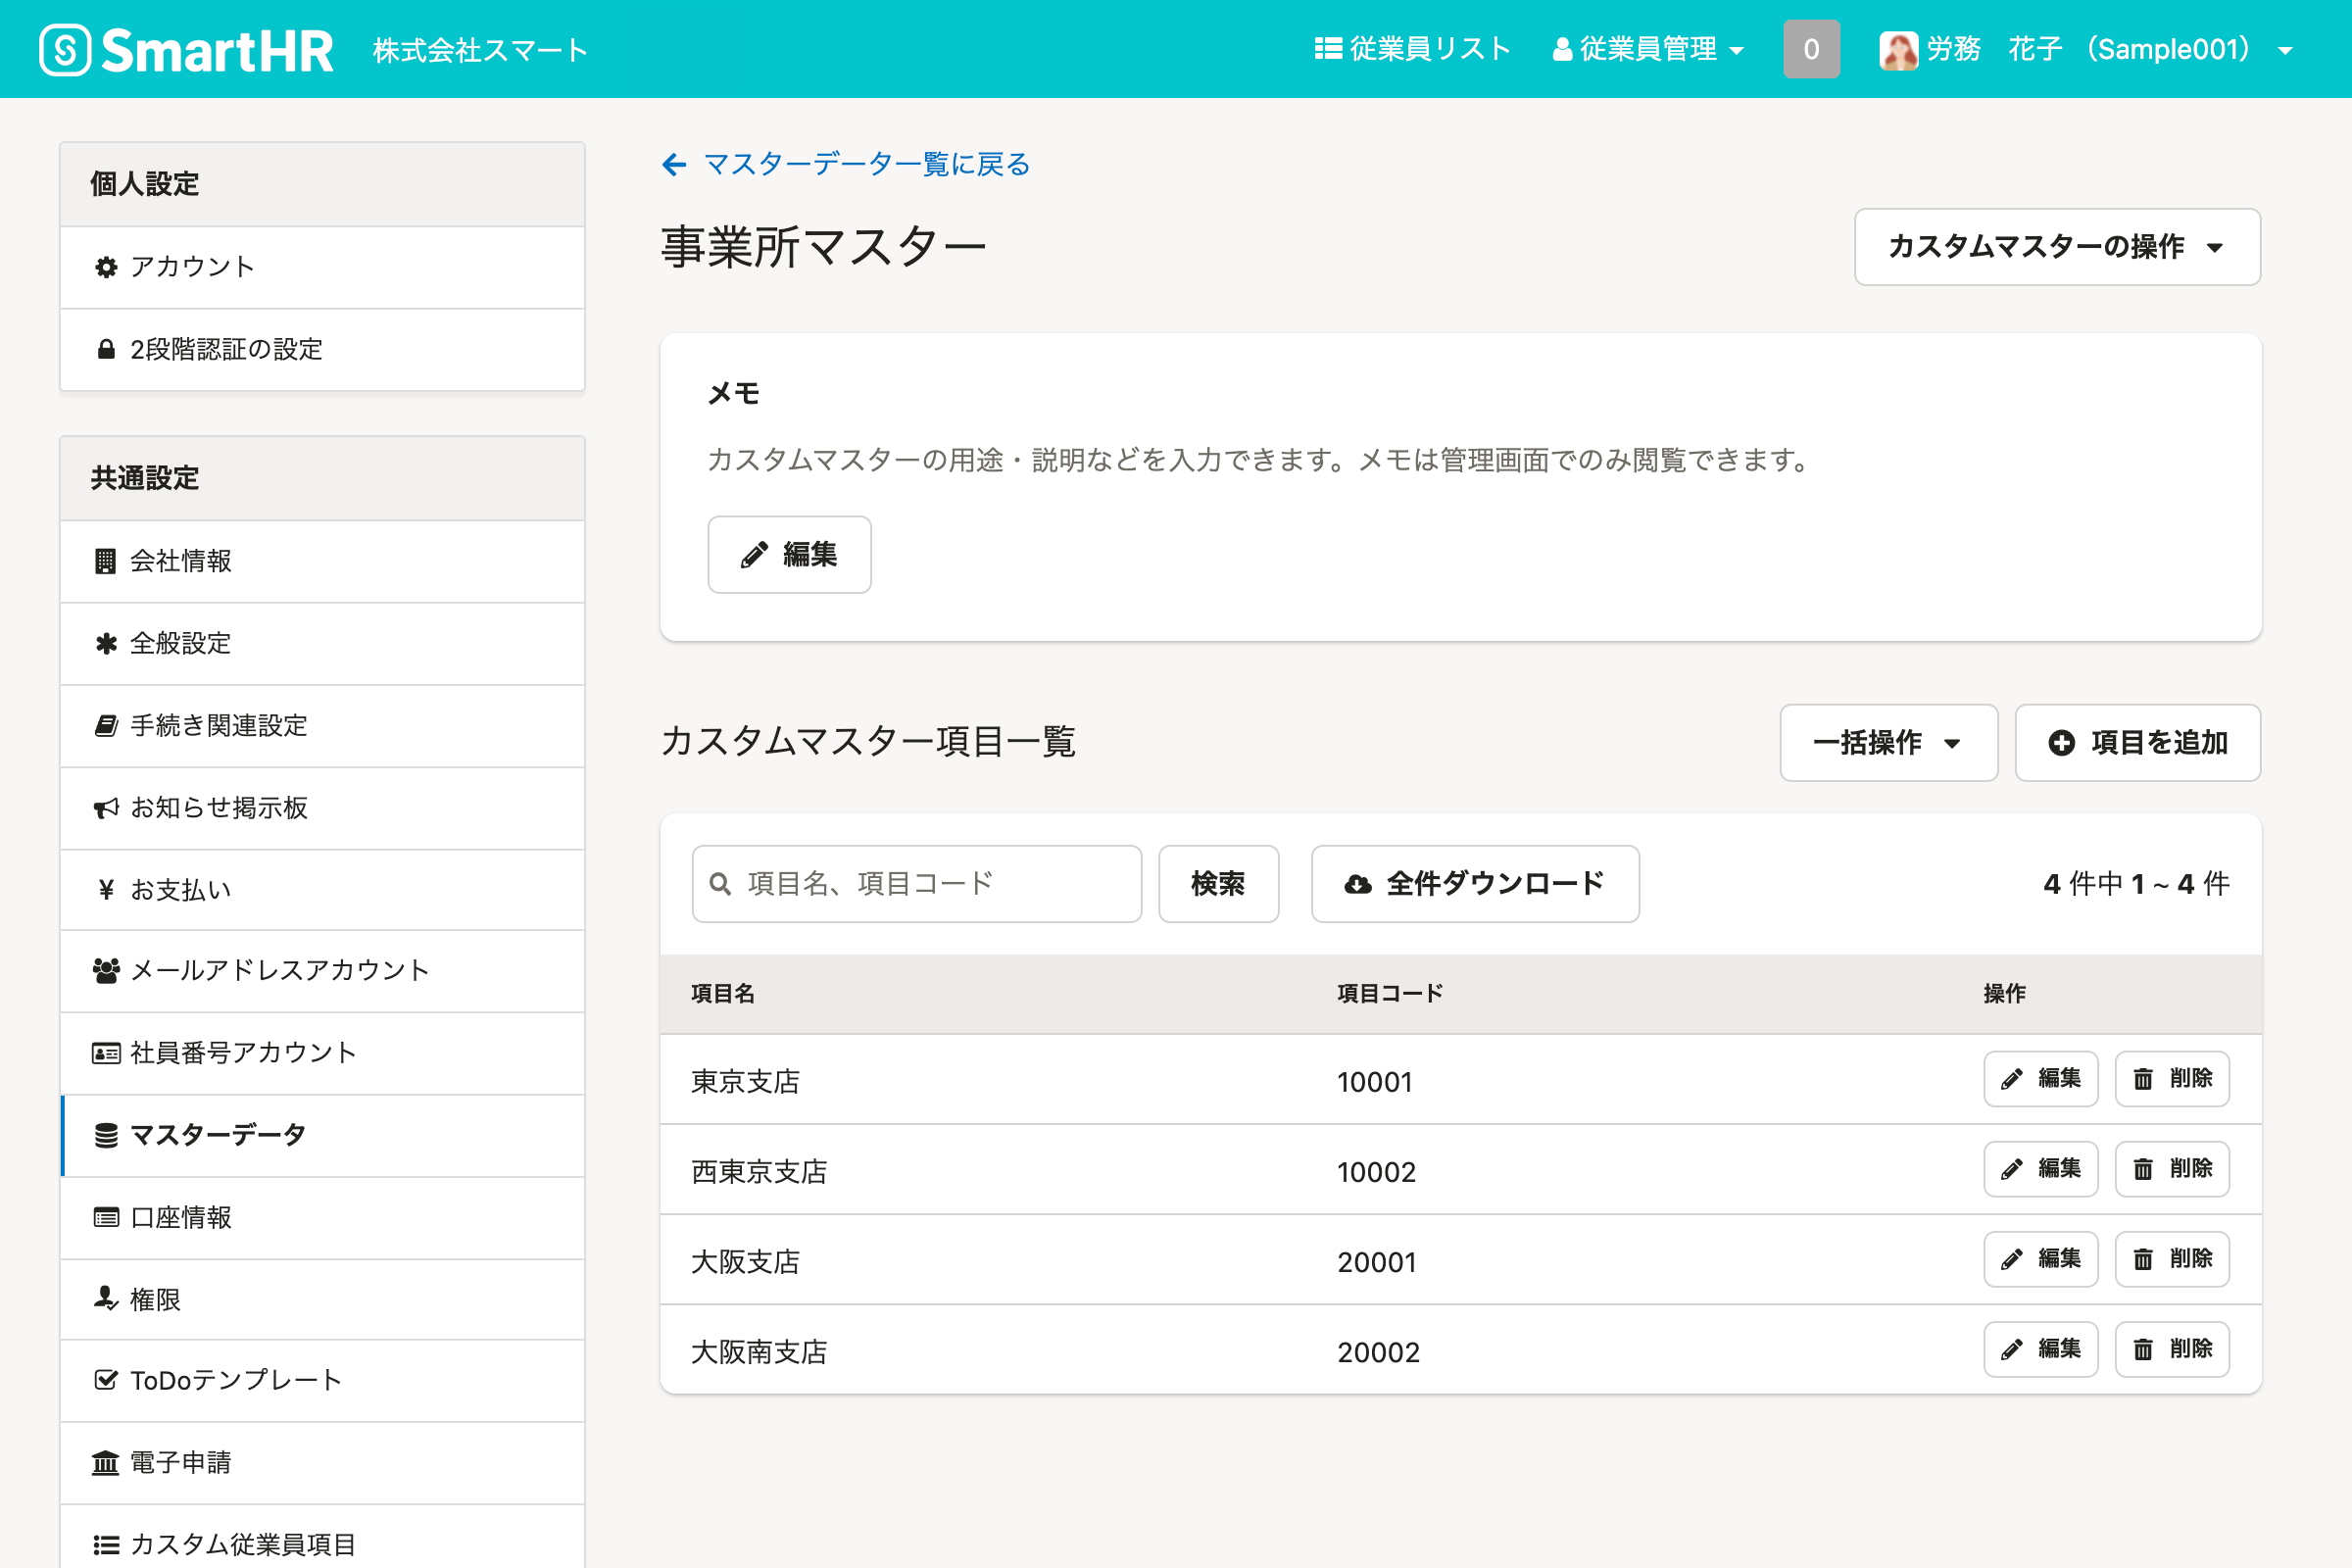 SmartHR 株式会社スマート 従業員リスト 従業員管理 0 労務 花子 （Sample001）
個人設定
アカウント
2段階認証の設定
共通設定
会社情報
全般設定
手続き関連設定
お知らせ掲示板
お支払い
メールアドレスアカウント
社員番号アカウント
マスターデータ
口座情報
権限
ToDoテンプレート
電子申請
カスタム従業員項目
マスターデータ一覧に戻る
事業所マスター カスタムマスターの操作
メモ
カスタムマスターの用途・説明などを入力できます。メモは管理画面でのみ閲覧できます。
編集
カスタムマスター項目一覧 一括操作 項目を追加
項目名、項目コード 検索 全件ダウンロード 4 件中 1 ~ 4 件
項目名 項目コード 操作
東京支店 10001 編集 削除
西東京支店 10002 編集 削除
大阪支店 20001 編集 削除
大阪南支店 20002 編集 削除